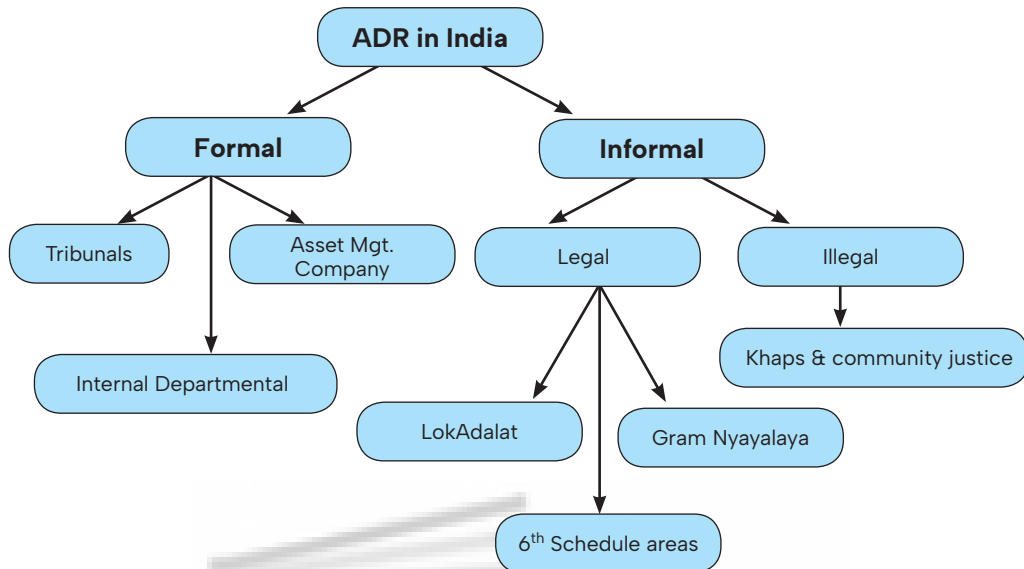 ADR in India
Formal
Informal
Tribunals
Asset Mgt.
Company
Legal
Illegal
Internal Departmental
Khaps & community justice
LokAdalat
Gram Nyayalaya
6th Schedule areas